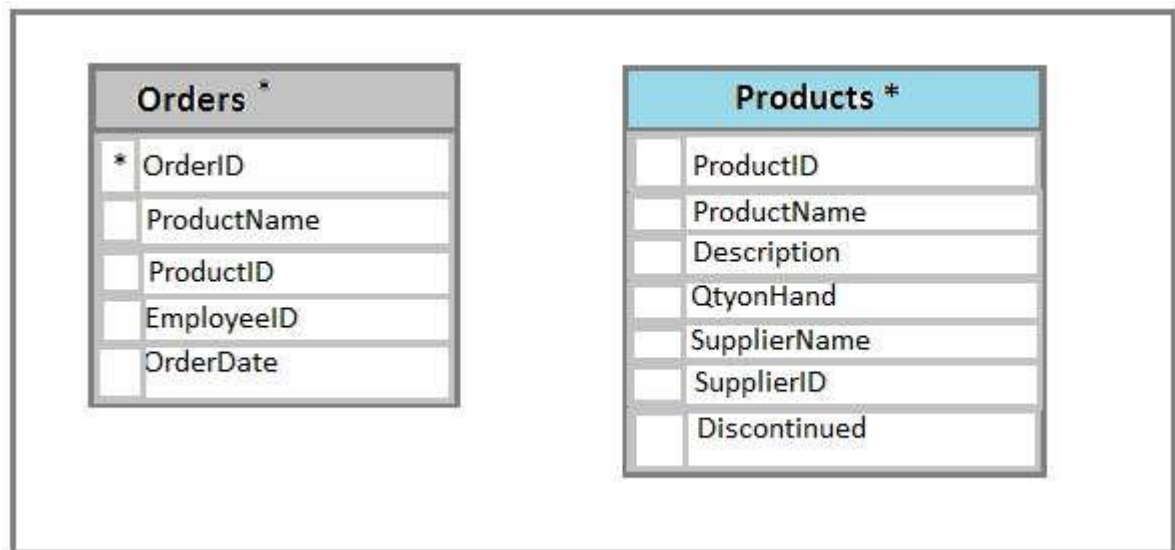 Orders *
* OrderID
ProductName
ProductID
EmployeeID
OrderDate
Products *
ProductID
ProductName
Description
QtyonHand
SupplierName
SupplierID
Discontinued